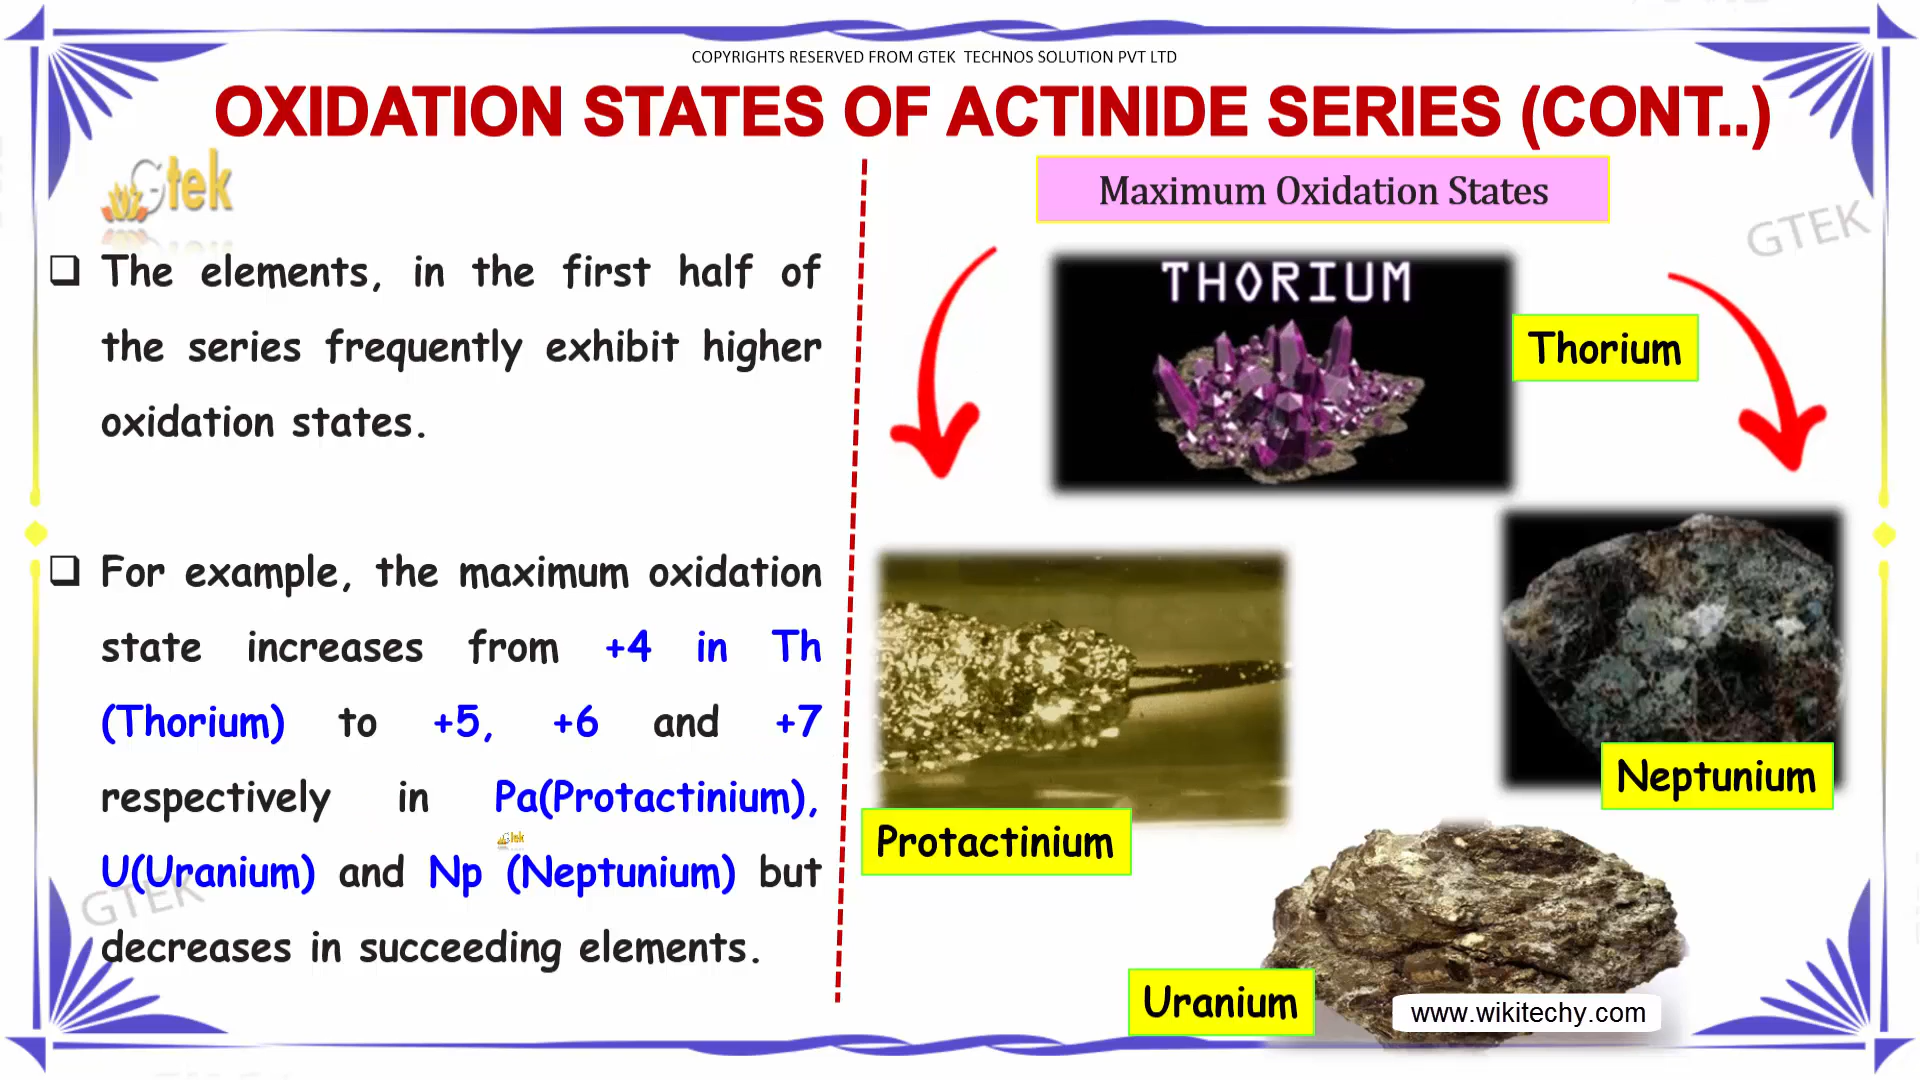 COPYRIGHTS RESERVED FROM GTEK TECHNOS SOLUTION PVT LTD
OXIDATION STATES OF ACTINIDE SERIES (CONT..)
Gtek
The elements, in the first half of
the series frequently exhibit higher
oxidation states.
For example, the maximum oxidation
state increases from +4 in Th
(Thorium) to +5, +6 and +7
respectively in Pa(Protactinium),
Gtek
U(Uranium) and Np (Neptunium) but
GTEK
decreases in succeeding elements.
Maximum Oxidation States
GTEK
THORIUM
Thorium
Neptunium
Protactinium
Uranium
www.wikitechy.com